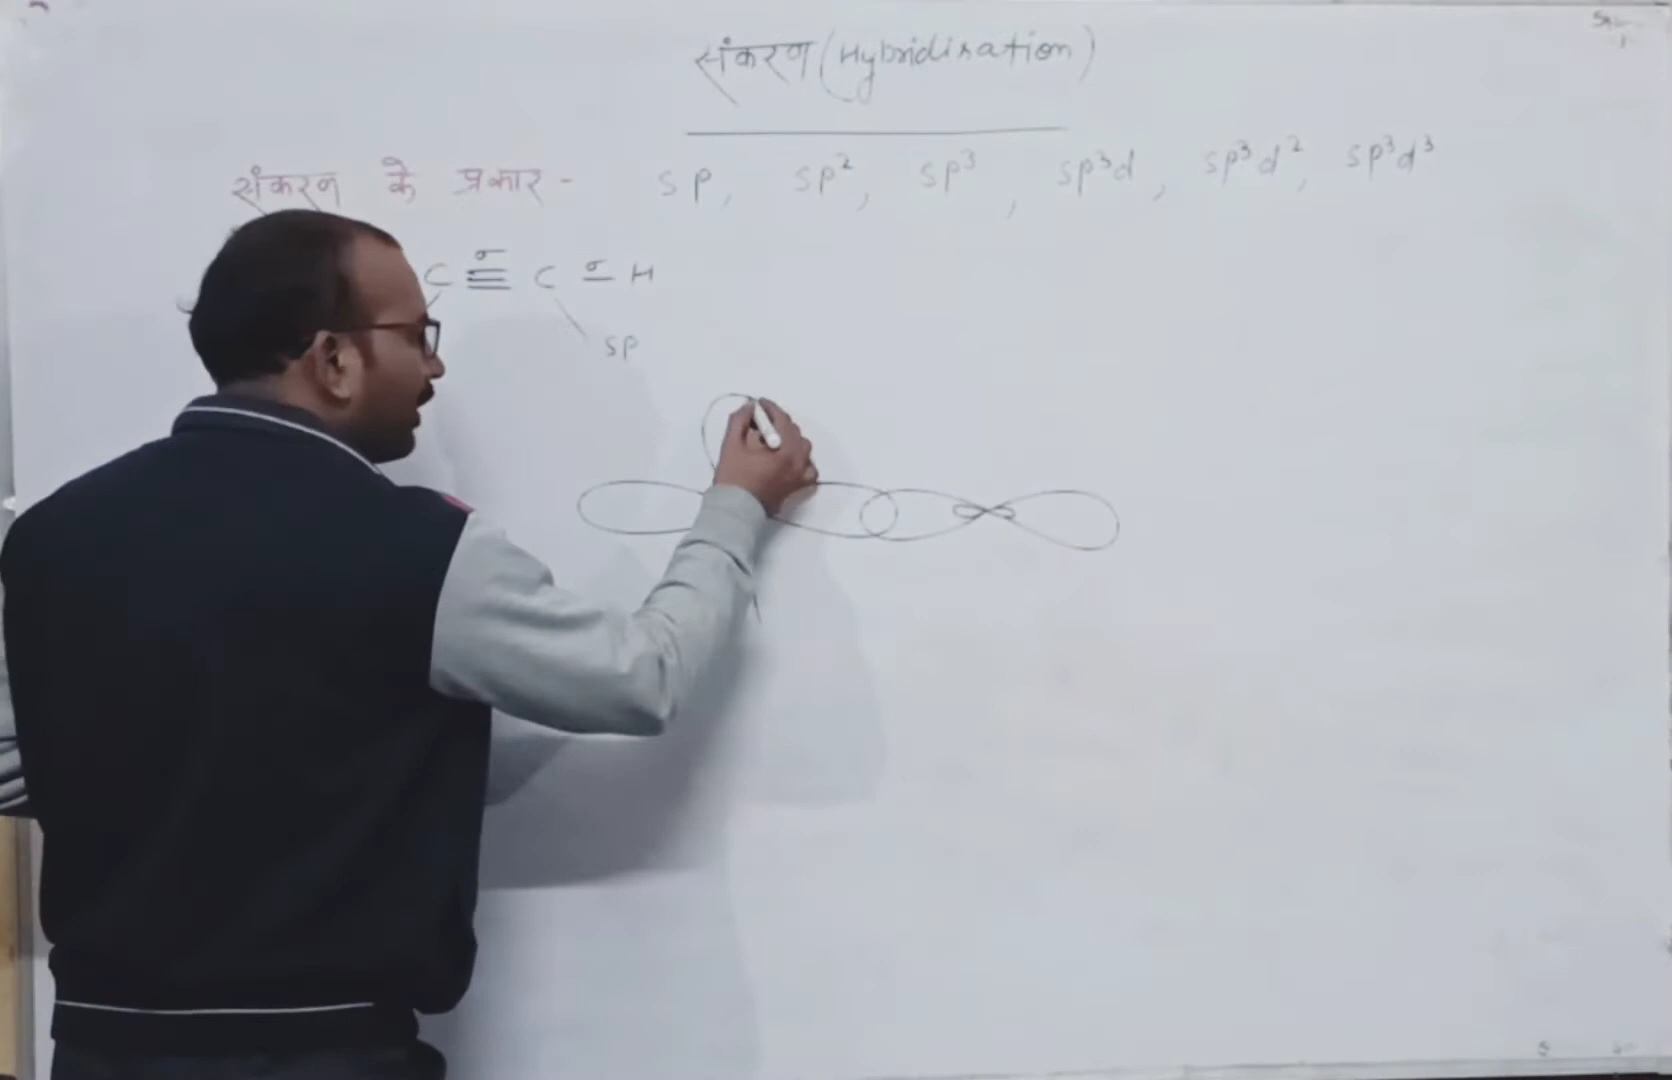 संकरण (Hybridisation)
संकरण के प्रकार - sp, sp², sp³, sp³d, sp³d², sp³d³
C ≡ C - H
σ σ
sp